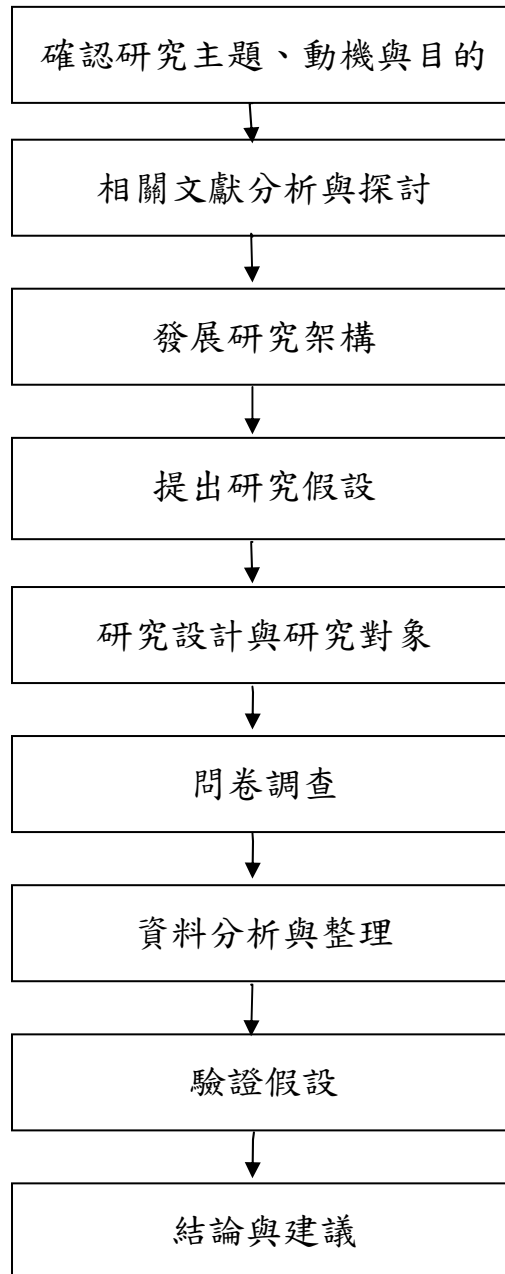 確認研究主題、動機與目的
相關文獻分析與探討
發展研究架構
提出研究假設
研究設計與研究對象
問卷調查
資料分析與整理
驗證假設
結論與建議